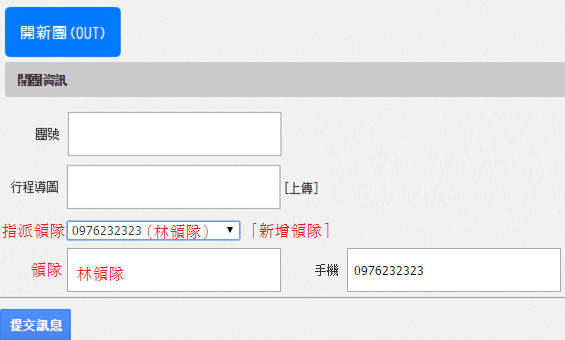 開新團(OUT)
開團資訊
團號
行程導圖 [上傳]
指派領隊 0976232323 (林領隊) [新增領隊]
領隊 林領隊 手機 0976232323
提交訊息